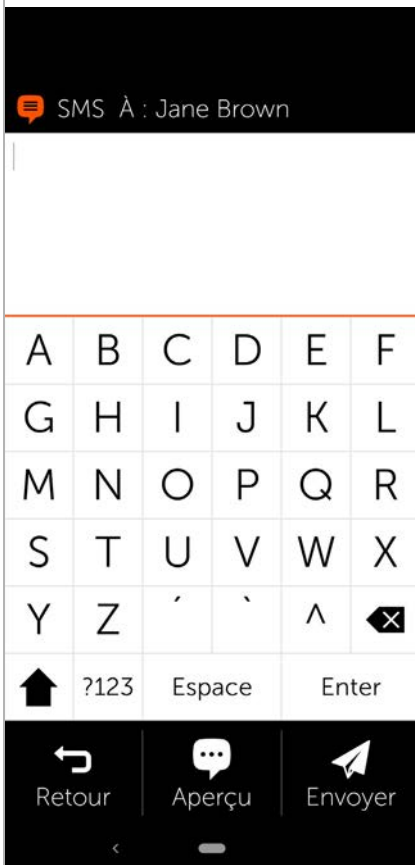 SMS À : Jane Brown
A B C D E F
G H I J K L
M N O P Q R
S T U V W X
Y Z ´ ` ^
?123 Espace Enter
Retour Aperçu Envoyer